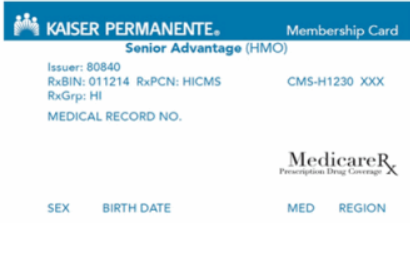 KAISER PERMANENTE® Membership Card
Senior Advantage (HMO)
Issuer: 80840
RxBIN: 011214 RxPCN: HICMS CMS-H1230 XXX
RxGrp: HI
MEDICAL RECORD NO.
MedicareRx
Prescription Drug Coverage
SEX BIRTH DATE MED REGION